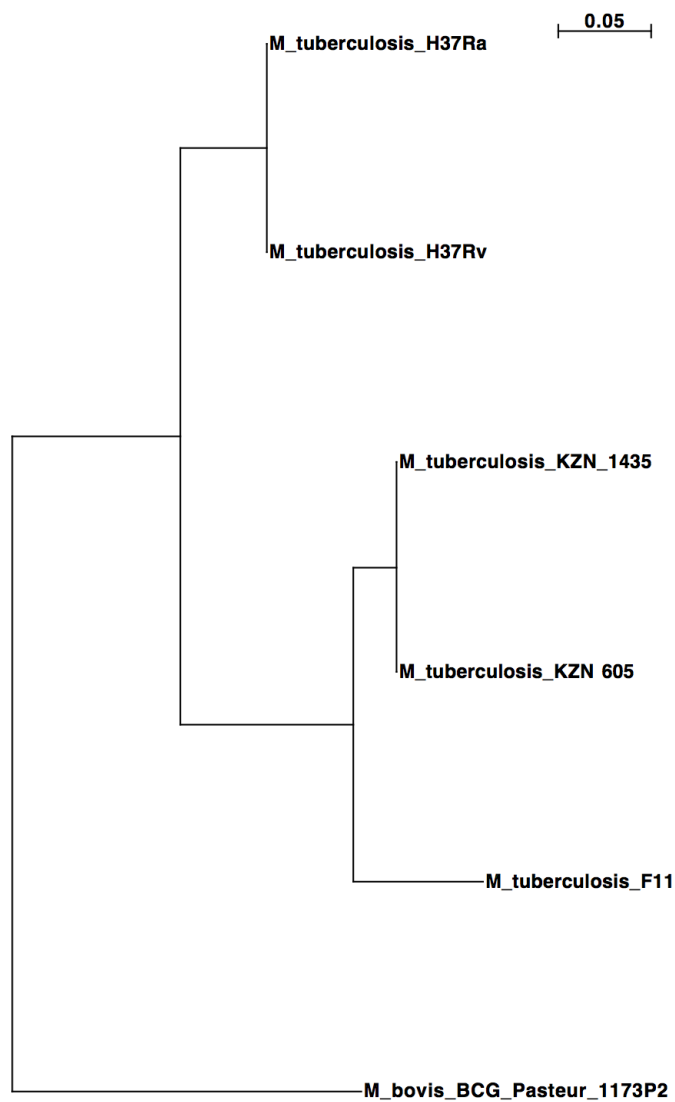 0.05
M_tuberculosis_H37Ra
M_tuberculosis_H37Rv
M_tuberculosis_KZN_1435
M_tuberculosis_KZN 605
M_tuberculosis_F11
M_bovis_BCG_Pasteur_1173P2